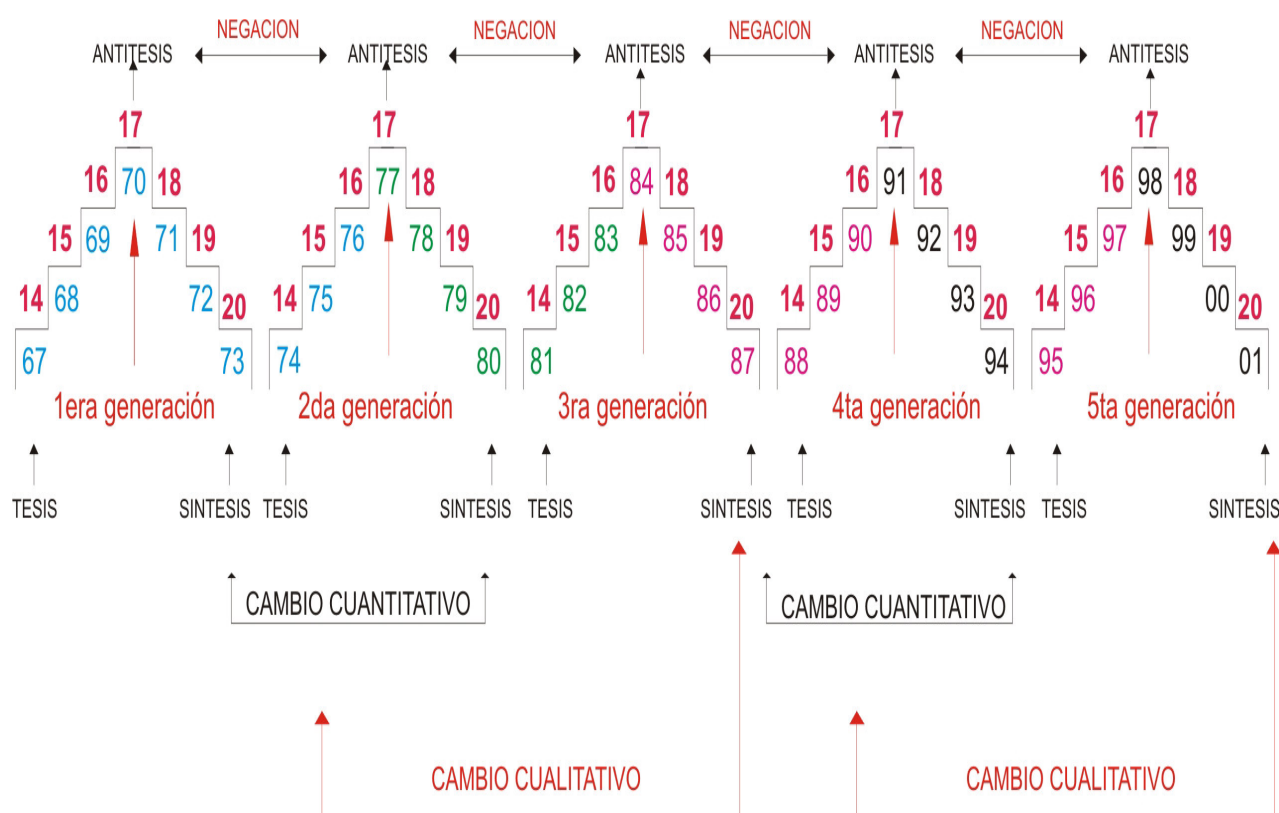 NEGACION NEGACION NEGACION NEGACION
ANTITESIS ANTITESIS ANTITESIS ANTITESIS ANTITESIS
17 17 17 17 17
16 70 18 16 77 18 16 84 18 16 91 18 16 98 18
15 69 71 19 15 76 78 19 15 83 85 19 15 90 92 19 15 97 99 19
14 68 72 20 14 75 79 20 14 82 86 20 14 89 93 20 14 96 00 20
67 73 74 80 81 87 88 94 95 01
1era generación 2da generación 3ra generación 4ta generación 5ta generación
TESIS SINTESIS TESIS SINTESIS TESIS SINTESIS TESIS SINTESIS TESIS SINTESIS
CAMBIO CUANTITATIVO CAMBIO CUANTITATIVO
CAMBIO CUALITATIVO CAMBIO CUALITATIVO